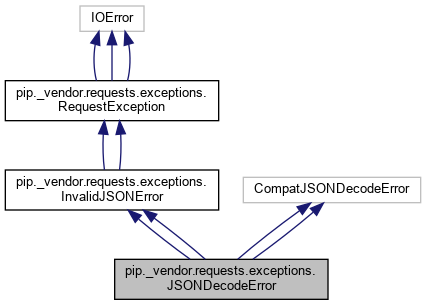 IOError
pip._vendor.requests.exceptions.
RequestException
pip._vendor.requests.exceptions.
InvalidJSONError
CompatJSONDecodeError
pip._vendor.requests.exceptions.
JSONDecodeError